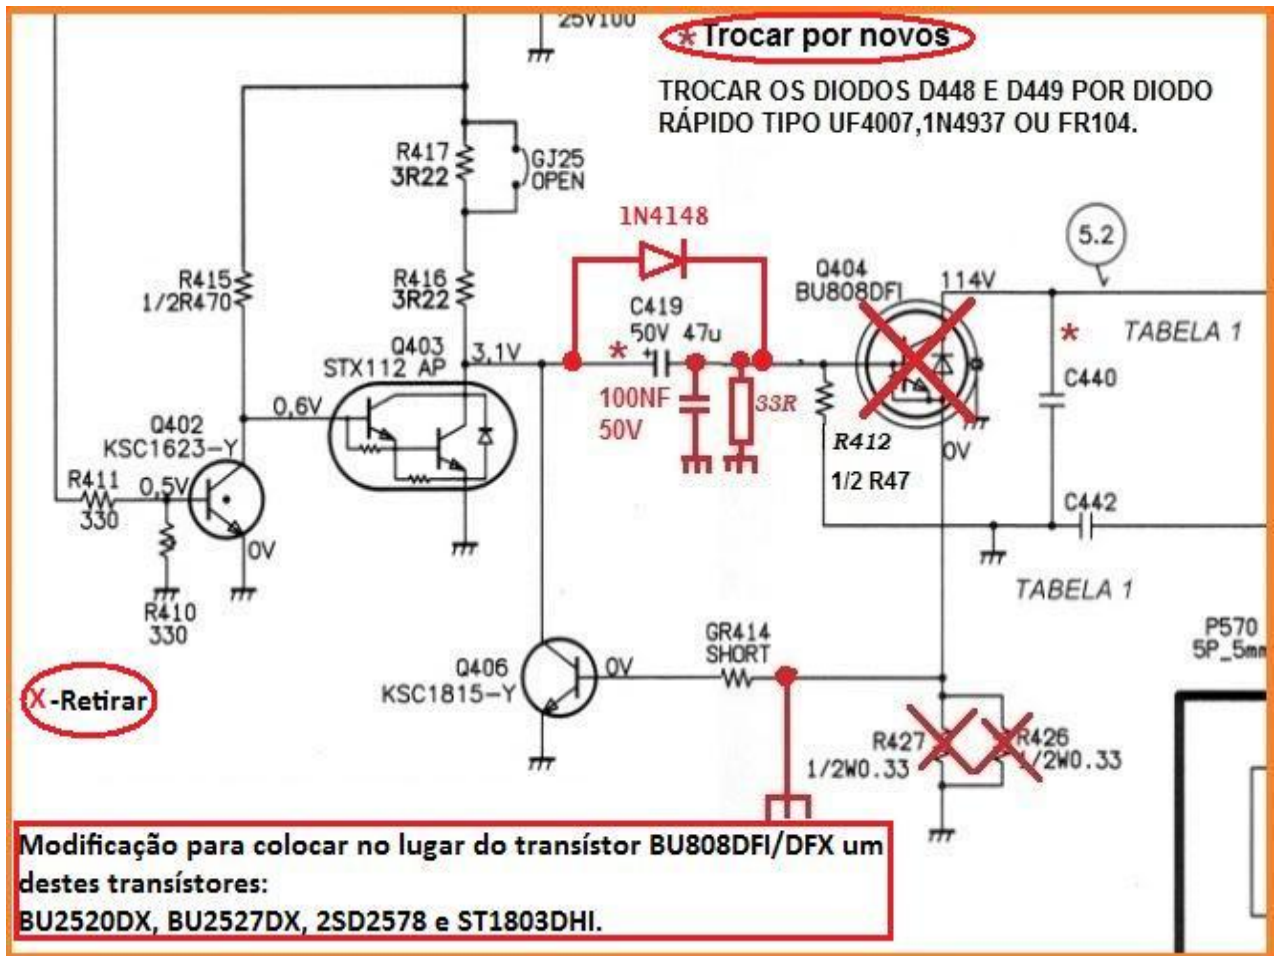 25V100
* Trocar por novos
TROCAR OS DIODOS D448 E D449 POR DIODO
RÁPIDO TIPO UF4007,1N4937 OU FR104.
R417
3R22
GJ25
OPEN
1N4148
5.2
R415
1/2R470
R416
3R22
C419
50V 47u
*
+
Q404
BU808DFI
114V
*
TABELA 1
Q403
STX112 AP
3,1V
C440
100NF
50V
33R
0,6V
Q402
KSC1623-Y
R412
1/2 R47
0V
R411
330
0,5V
0V
C442
R410
330
TABELA 1
GR414
SHORT
P570
5P_5mm
Q406
KSC1815-Y
0V
X -Retirar
R427
1/2W0.33
R426
1/2W0.33
Modificação para colocar no lugar do transístor BU808DFI/DFX um
destes transístores:
BU2520DX, BU2527DX, 2SD2578 e ST1803DHI.